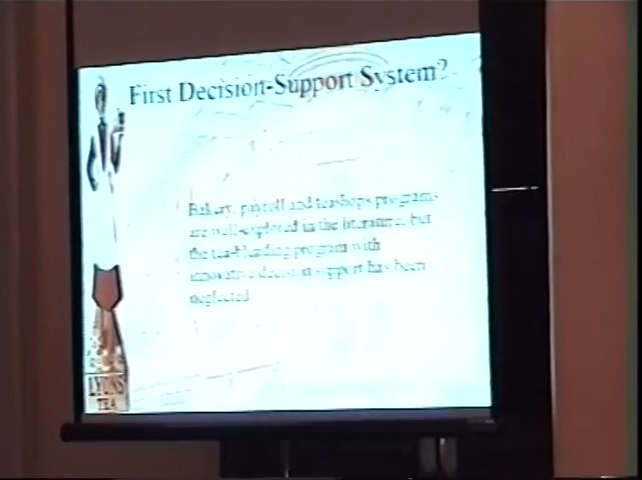 First Decision-Support System?
Bakery, payroll and teashops programs
are well-explored in the literature, but
the tea-blending program with
innovative decision support has been
neglected
LYONS
TEA